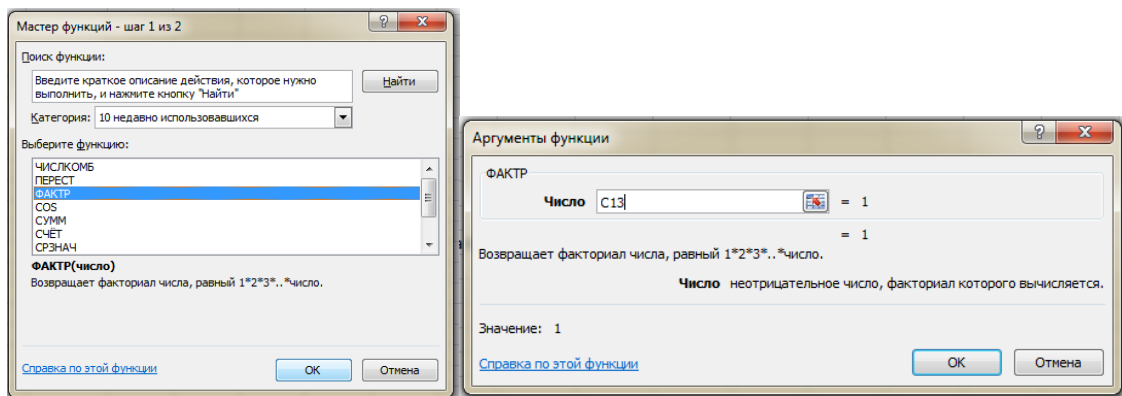 Мастер функций - шаг 1 из 2
Поиск функции:
Введите краткое описание действия, которое нужно
выполнить, и нажмите кнопку "Найти"
Найти
Категория: 10 недавно использовавшихся
Выберите функцию:
ЧИСЛКОМБ
ПЕРЕСТ
ФАКТР
COS
СУММ
СЧЁТ
СРЗНАЧ
ФАКТР(число)
Возвращает факториал числа, равный 1*2*3*..*число.
Справка по этой функции
ОК
Отмена
Аргументы функции
ФАКТР
Число C13 = 1
= 1
Возвращает факториал числа, равный 1*2*3*..*число.
Число неотрицательное число, факториал которого вычисляется.
Значение: 1
Справка по этой функции
ОК
Отмена